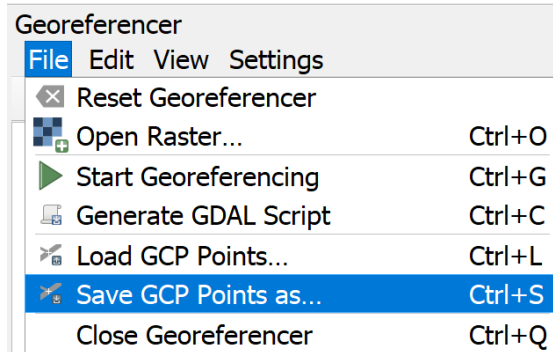 Georeferencer
File Edit View Settings
Reset Georeferencer
Open Raster... Ctrl+O
Start Georeferencing Ctrl+G
Generate GDAL Script Ctrl+C
Load GCP Points... Ctrl+L
Save GCP Points as... Ctrl+S
Close Georeferencer Ctrl+Q